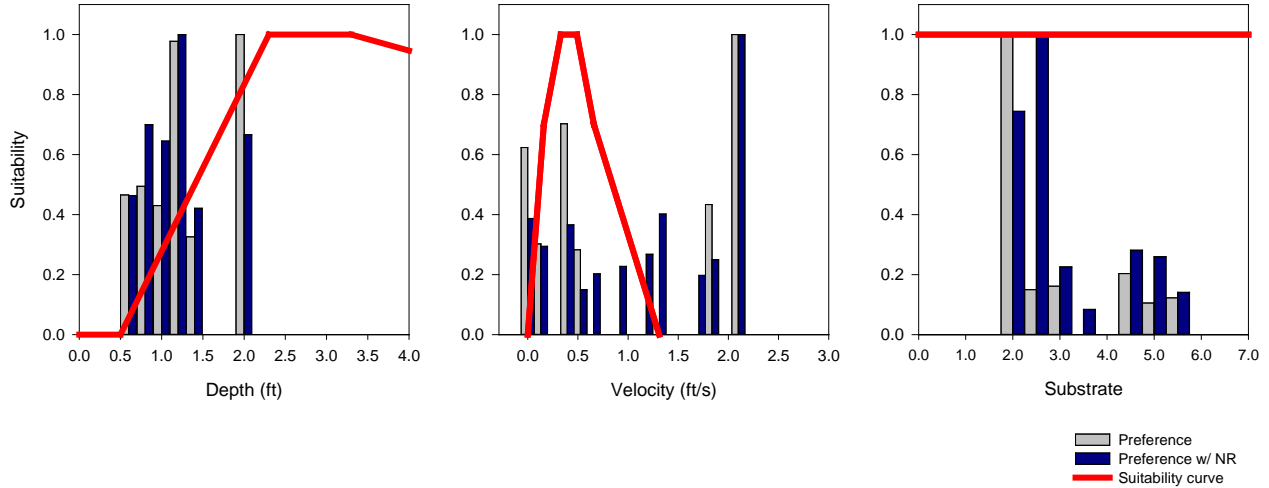 Suitability
1.0
0.8
0.6
0.4
0.2
0.0
0.0 0.5 1.0 1.5 2.0 2.5 3.0 3.5 4.0
Depth (ft)
1.0
0.8
0.6
0.4
0.2
0.0
0.0 0.5 1.0 1.5 2.0 2.5 3.0
Velocity (ft/s)
1.0
0.8
0.6
0.4
0.2
0.0
0.0 1.0 2.0 3.0 4.0 5.0 6.0 7.0
Substrate
Preference
Preference w/ NR
Suitability curve